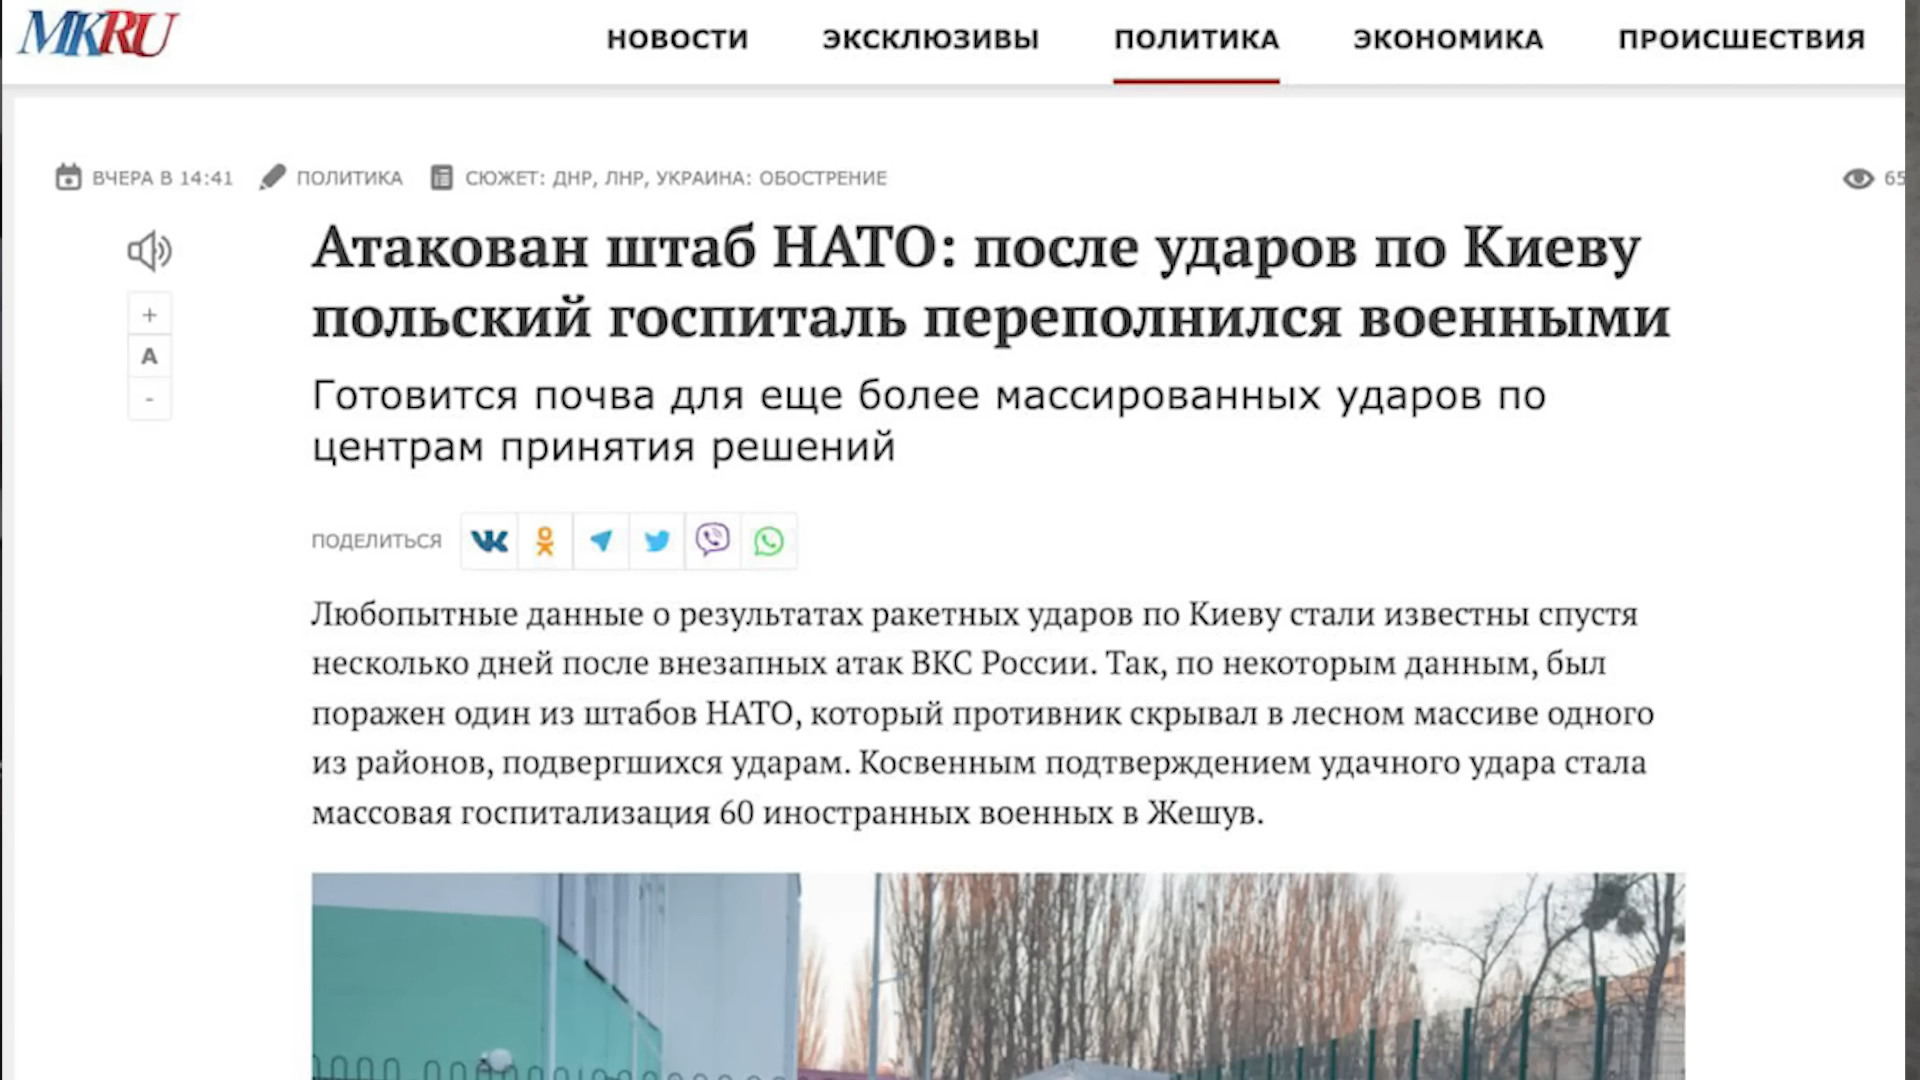 MKRU
НОВОСТИ ЭКСКЛЮЗИВЫ ПОЛИТИКА ЭКОНОМИКА ПРОИСШЕСТВИЯ
ВЧЕРА В 14:41 ПОЛИТИКА СЮЖЕТ: ДНР, ЛНР, УКРАИНА: ОБОСТРЕНИЕ 65
Атакован штаб НАТО: после ударов по Киеву
польский госпиталь переполнился военными
+
A
-
Готовится почва для еще более массированных ударов по
центрам принятия решений
ПОДЕЛИТЬСЯ
Любопытные данные о результатах ракетных ударов по Киеву стали известны спустя
несколько дней после внезапных атак ВКС России. Так, по некоторым данным, был
поражен один из штабов НАТО, который противник скрывал в лесном массиве одного
из районов, подвергшихся ударам. Косвенным подтверждением удачного удара стала
массовая госпитализация 60 иностранных военных в Жешув.